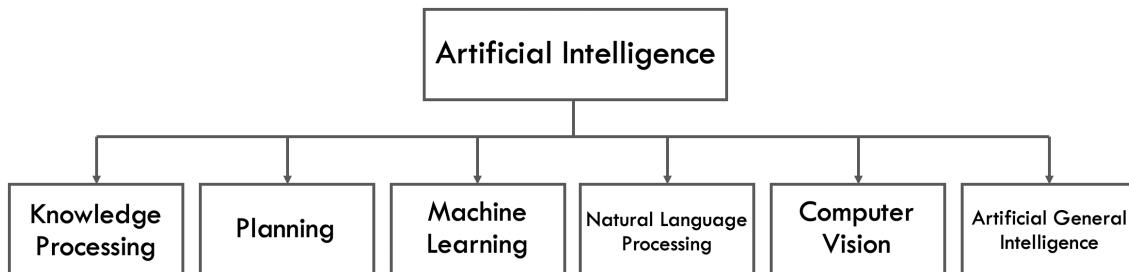 Artificial Intelligence
Knowledge
Processing
Planning
Machine
Learning
Natural Language
Processing
Computer
Vision
Artificial General
Intelligence